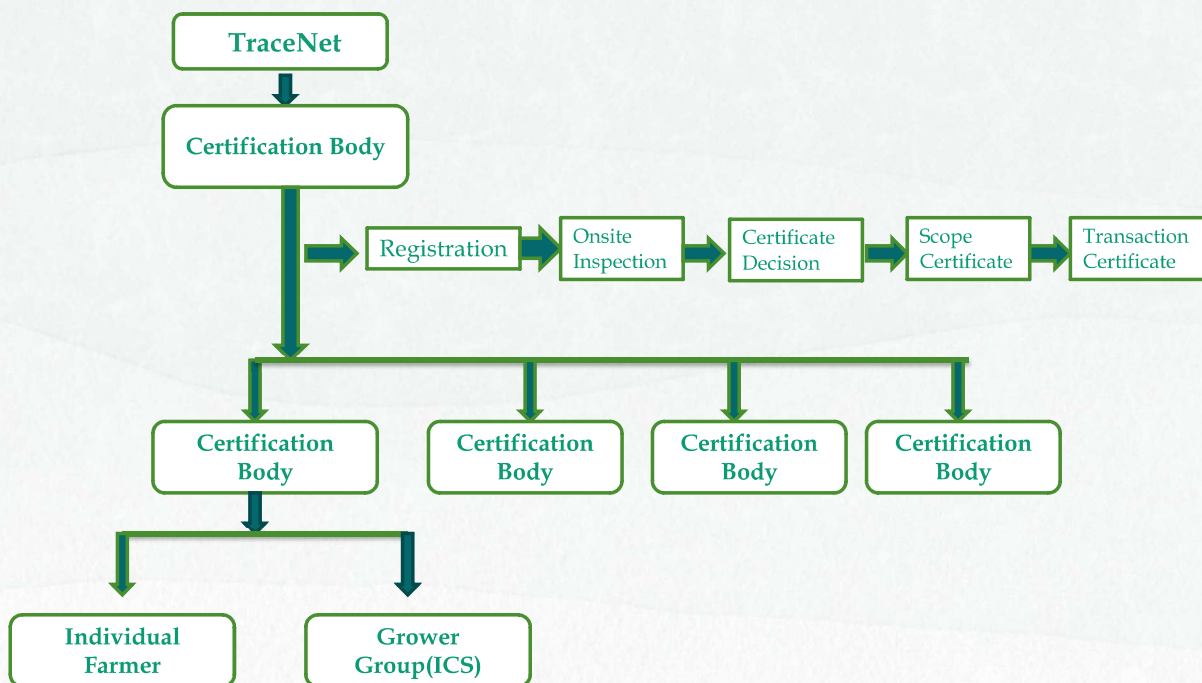 TraceNet
Certification Body
Registration
Onsite
Inspection
Certificate
Decision
Scope
Certificate
Transaction
Certificate
Certification
Body
Certification
Body
Certification
Body
Certification
Body
Individual
Farmer
Grower
Group(ICS)